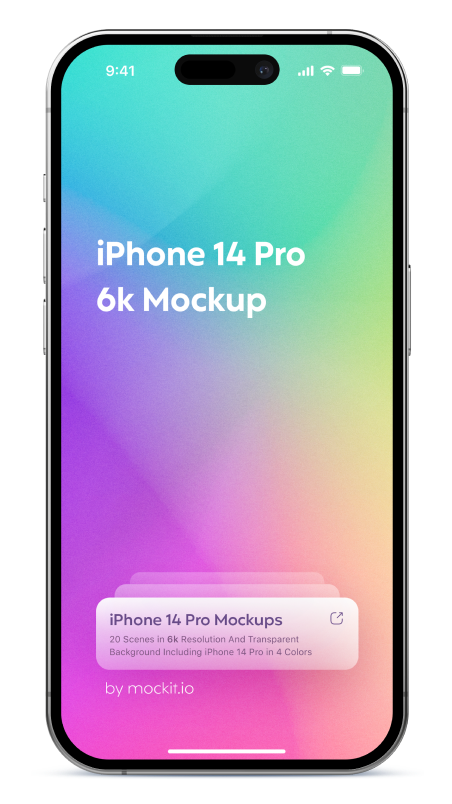 9:41
iPhone 14 Pro
6k Mockup
iPhone 14 Pro Mockups
20 Scenes in 6k Resolution And Transparent
Background Including iPhone 14 Pro in 4 Colors
by mockit.io